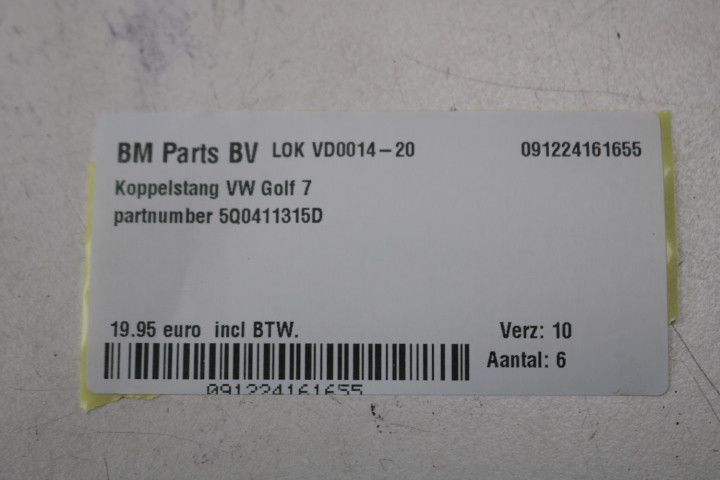 BM Parts BV LOK VD0014-20 091224161655
Koppelstang VW Golf 7
partnumber 5Q0411315D
19.95 euro incl BTW. Verz: 10
Aantal: 6
091224161655